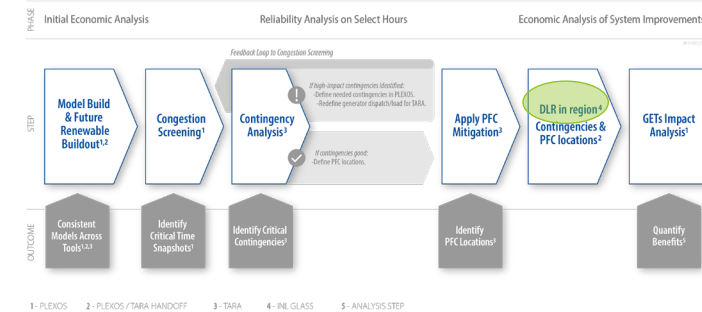 PHASE
Initial Economic Analysis
Reliability Analysis on Select Hours
Economic Analysis of System Improvements
Feedback Loop to Congestion Screening
STEP
Model Build
& Future
Renewable
Buildout1,2
Congestion
Screening1
Contingency
Analysis3
!
If high-impact contingencies identified:
-Define needed contingencies in PLEXOS.
-Redefine generator dispatch/load for TARA.
If contingencies good:
-Define PFC locations.
Apply PFC
Mitigation3
DLR in region4
Contingencies &
PFC locations2
GETs Impact
Analysis1
OUTCOME
Consistent
Models Across
Tools1,2,3
Identify
Critical Time
Snapshots1
Identify Critical
Contingencies3
Identify
PFC Locations3
Quantify
Benefits5
1 - PLEXOS
2 - PLEXOS / TARA HANDOFF
3 - TARA
4 - INL GLASS
5 - ANALYSIS STEP